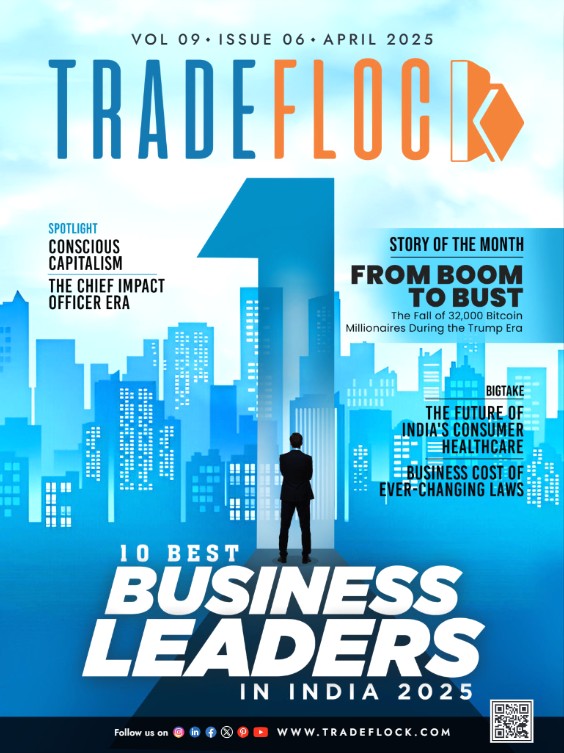 VOL 09 • ISSUE 06 • APRIL 2025
TRADEFLOCK
SPOTLIGHT
CONSCIOUS
CAPITALISM
THE CHIEF IMPACT
OFFICER ERA
1
STORY OF THE MONTH
FROM BOOM
TO BUST
The Fall of 32,000 Bitcoin
Millionaires During the Trump Era
BIGTAKE
THE FUTURE OF
INDIA'S CONSUMER
HEALTHCARE
BUSINESS COST OF
EVER-CHANGING LAWS
10 BEST
BUSINESS
LEADERS
IN INDIA 2025
Follow us on
WWW.TRADEFLOCK.COM